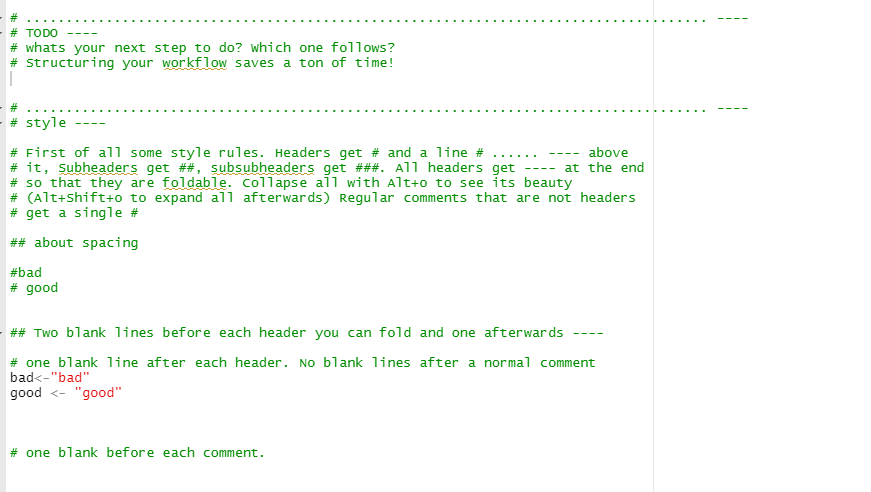 # ..................................................................................... ----
# TODO ----
# whats your next step to do? Which one follows?
# Structuring your workflow saves a ton of time!
# ..................................................................................... ----
# style ----
# First of all some style rules. Headers get # and a line # ...... ---- above
# it, Subheaders get ##, subsubheaders get ###. All headers get ---- at the end
# so that they are foldable. Collapse all with Alt+o to see its beauty
# (Alt+Shift+o to expand all afterwards) Regular comments that are not headers
# get a single #
## about spacing
#bad
# good
## Two blank lines before each header you can fold and one afterwards ----
# one blank line after each header. No blank lines after a normal comment
bad<-"bad"
good <- "good"
# one blank before each comment.